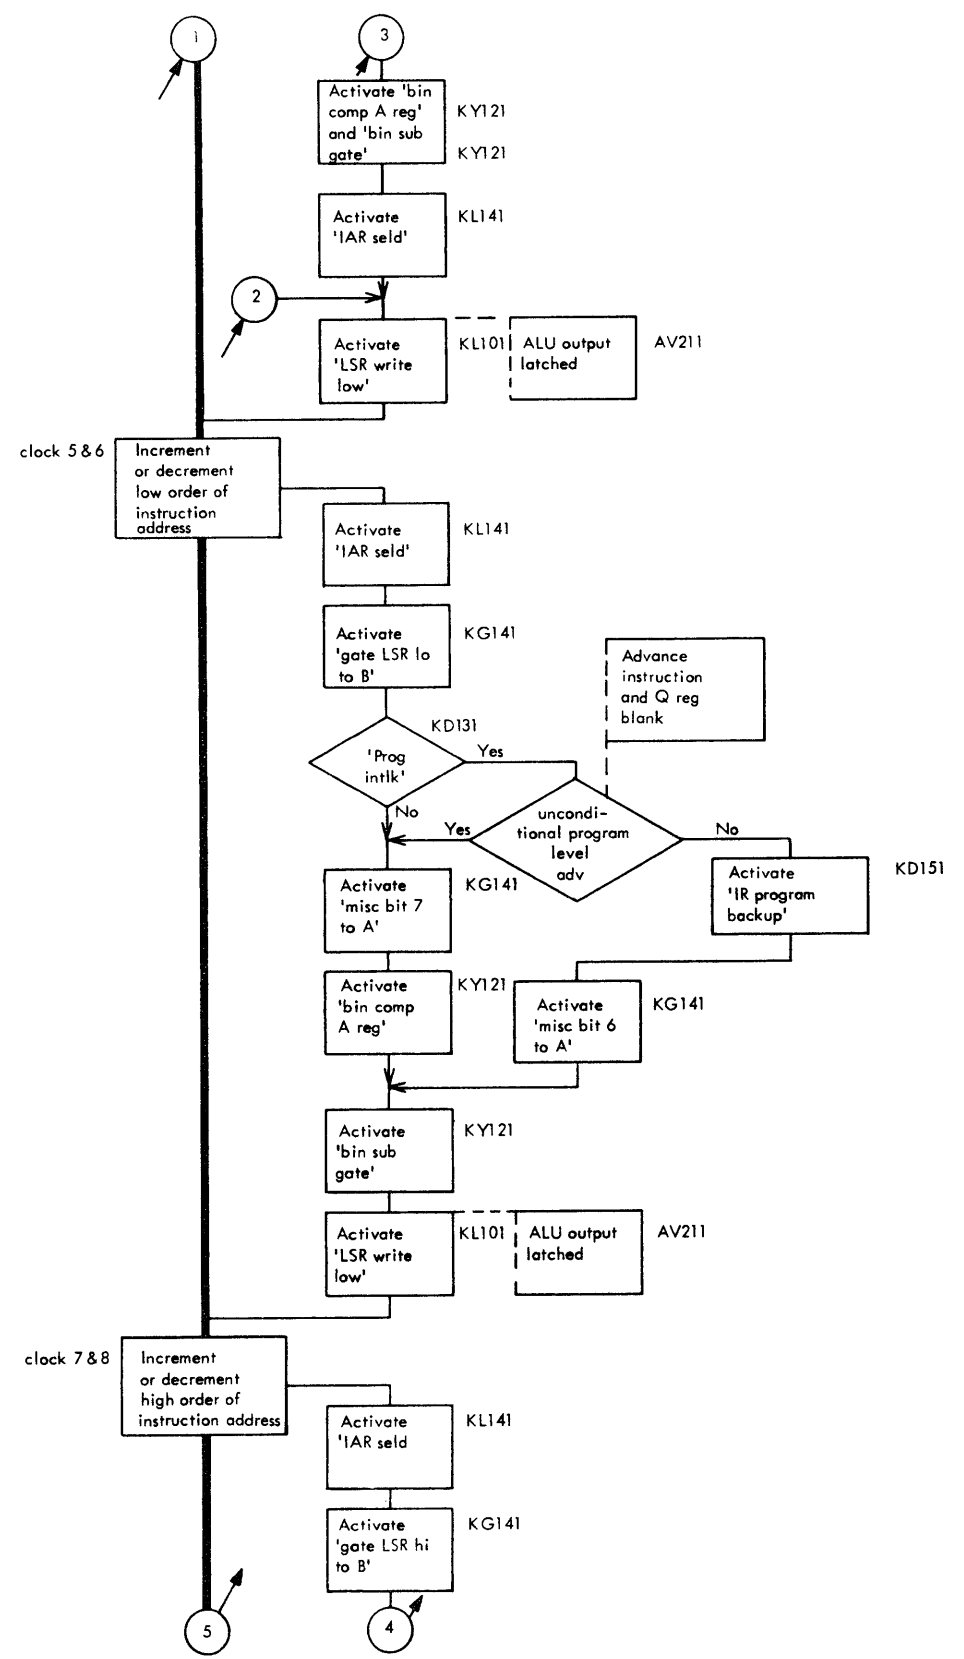 1
3
Activate 'bin
comp A reg'
and 'bin sub
gate'
KY121
KY121
Activate
'IAR seld'
KL141
2
Activate
'LSR write
low'
KL101
ALU output
latched
AV211
clock 5&6
Increment
or decrement
low order of
instruction
address
Activate
'IAR seld'
KL141
Activate
'gate LSR lo
to B'
KG141
Advance
instruction
and Q reg
blank
KD131
'Prog
intlk'
Yes
No
uncondi-
tional program
level
adv
Yes
No
Activate
'IR program
backup'
KD151
Activate
'misc bit 7
to A'
KG141
Activate
'bin comp
A reg'
KY121
Activate
'misc bit 6
to A'
KG141
Activate
'bin sub
gate'
KY121
Activate
'LSR write
low'
KL101
ALU output
latched
AV211
clock 7&8
Increment
or decrement
high order of
instruction address
Activate
'IAR seld
KL141
Activate
'gate LSR hi
to B'
KG141
5
4